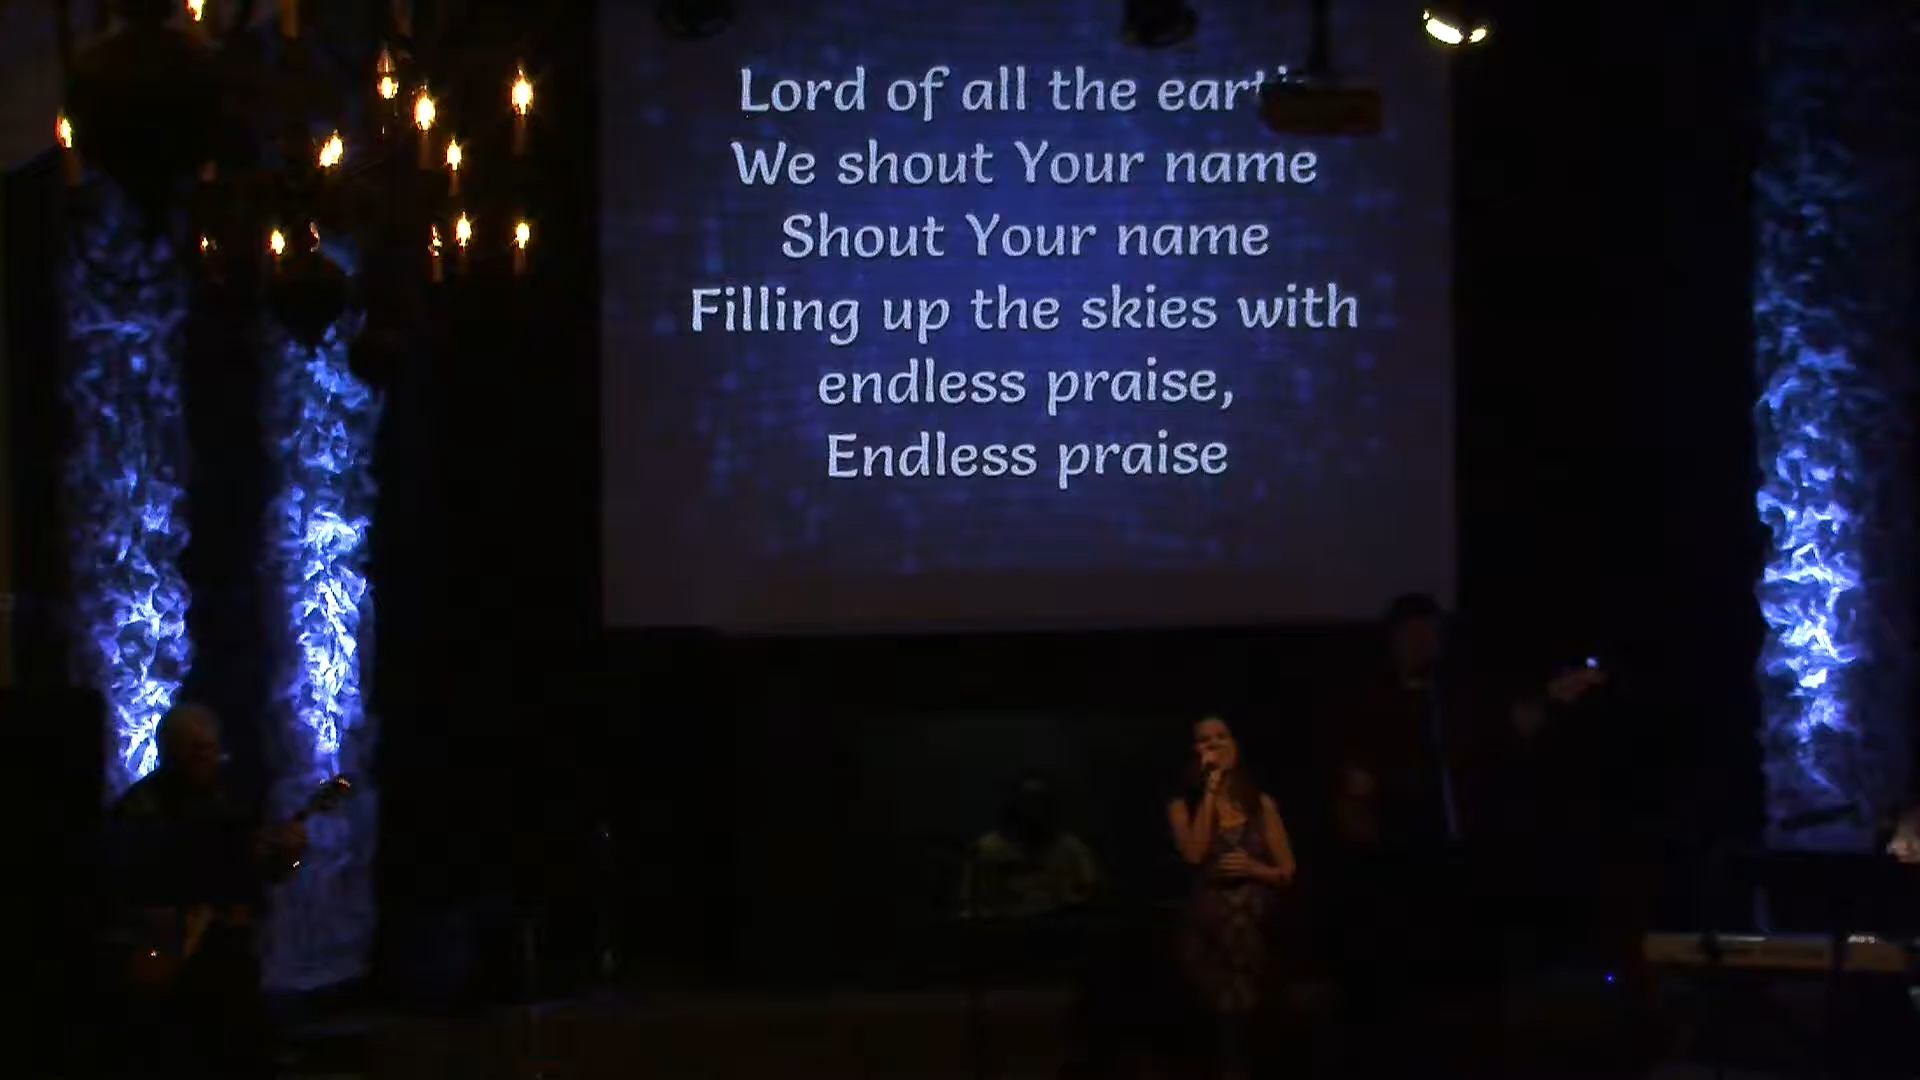 Lord of all the earth
We shout Your name
Shout Your name
Filling up the skies with
endless praise,
Endless praise